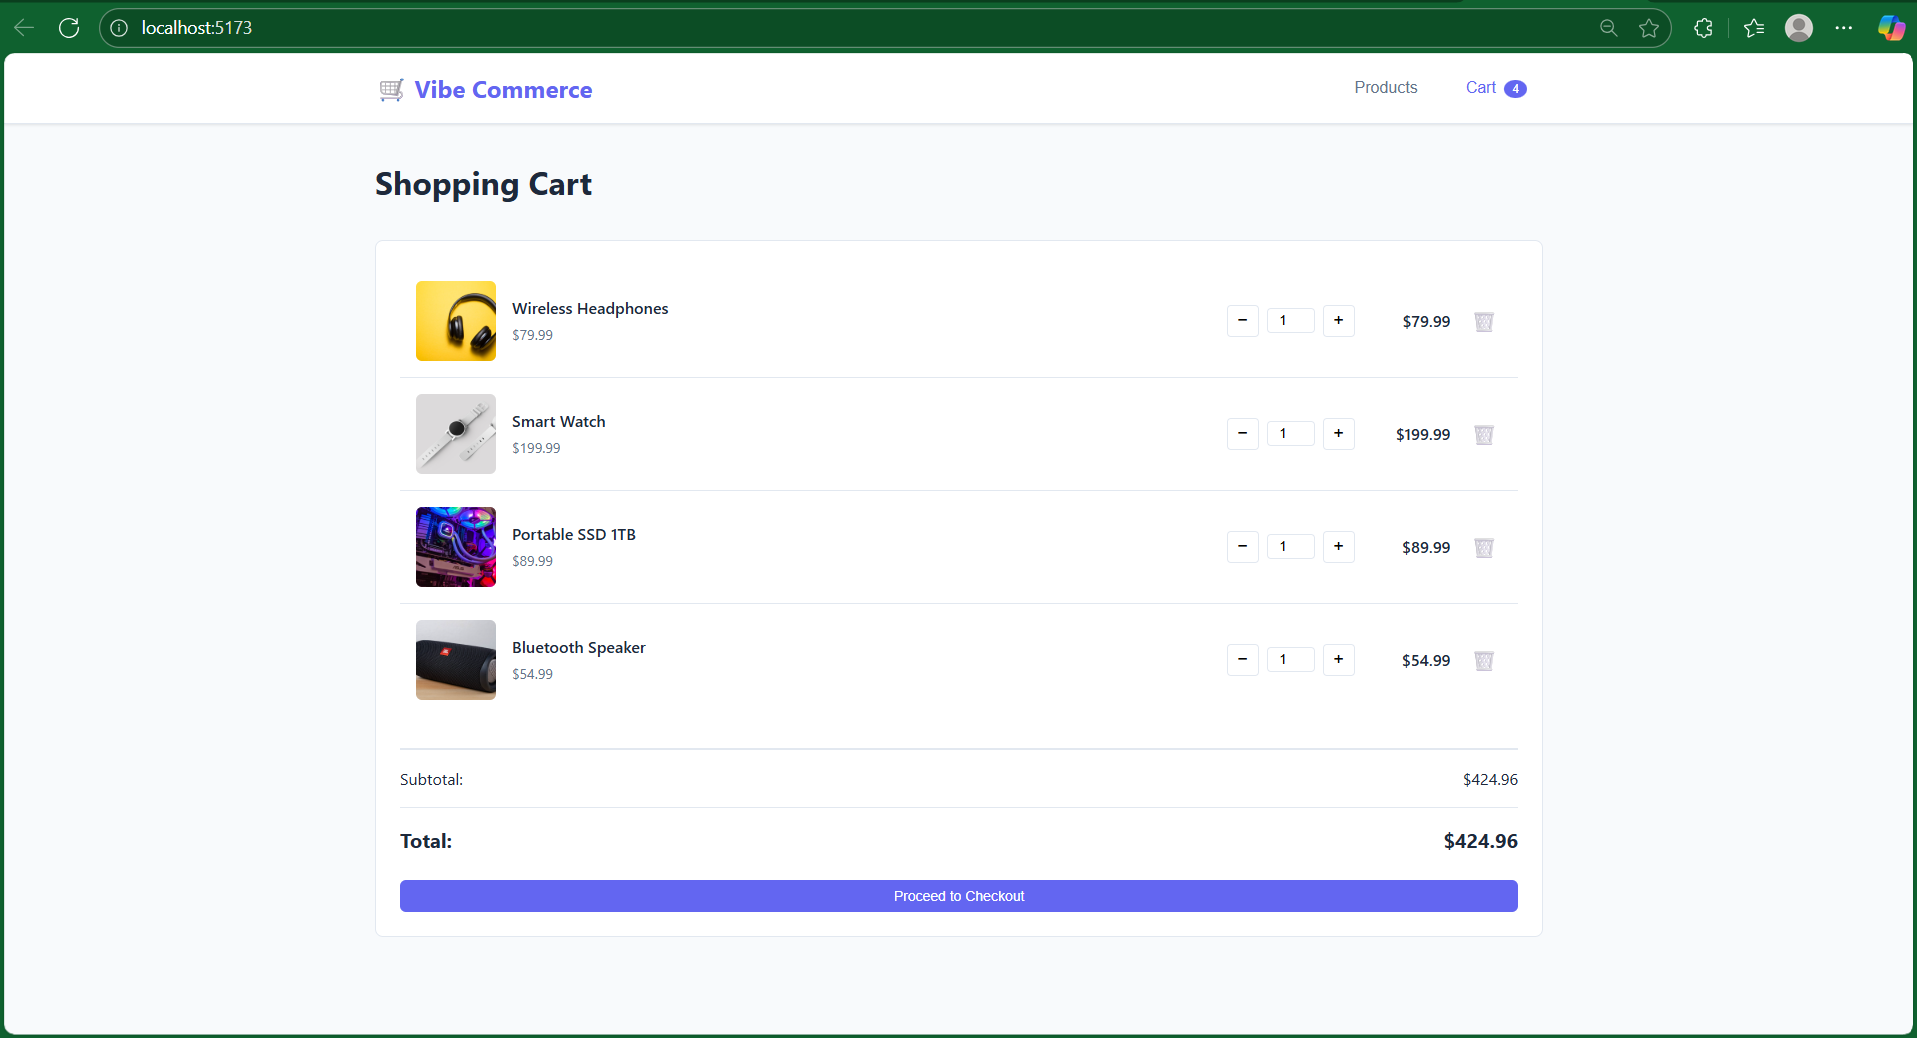 localhost:5173
Vibe Commerce
Products
Cart 4
Shopping Cart
Wireless Headphones
$79.99
− 1 + $79.99
Smart Watch
$199.99
− 1 + $199.99
Portable SSD 1TB
$89.99
− 1 + $89.99
Bluetooth Speaker
$54.99
− 1 + $54.99
Subtotal: $424.96
Total: $424.96
Proceed to Checkout